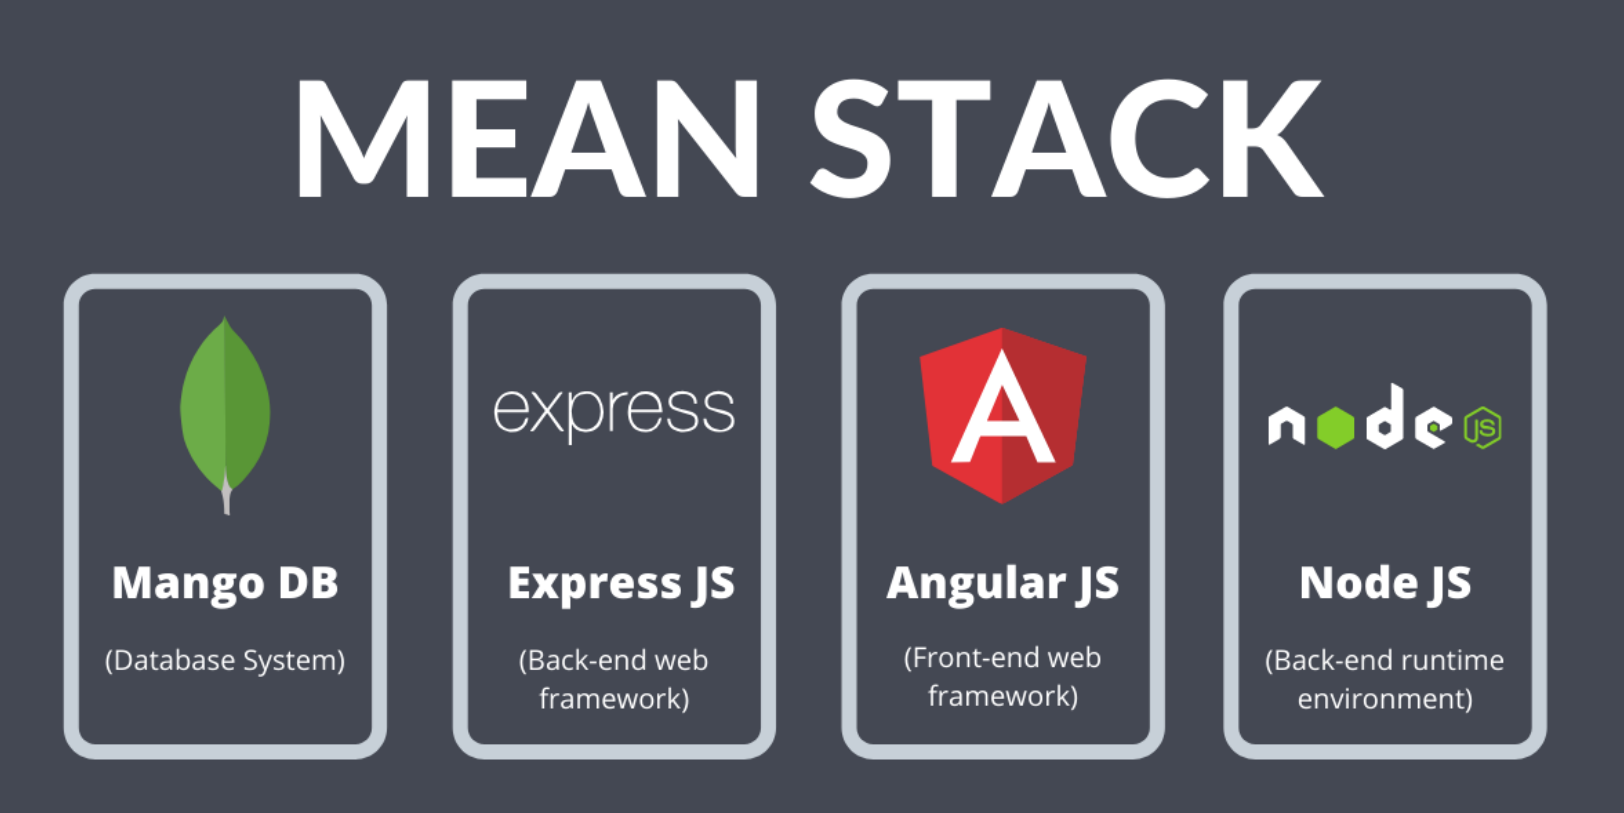 MEAN STACK
express
A
node JS
Mango DB
Express JS
Angular JS
Node JS
(Database System)
(Back-end web
framework)
(Front-end web
framework)
(Back-end runtime
environment)